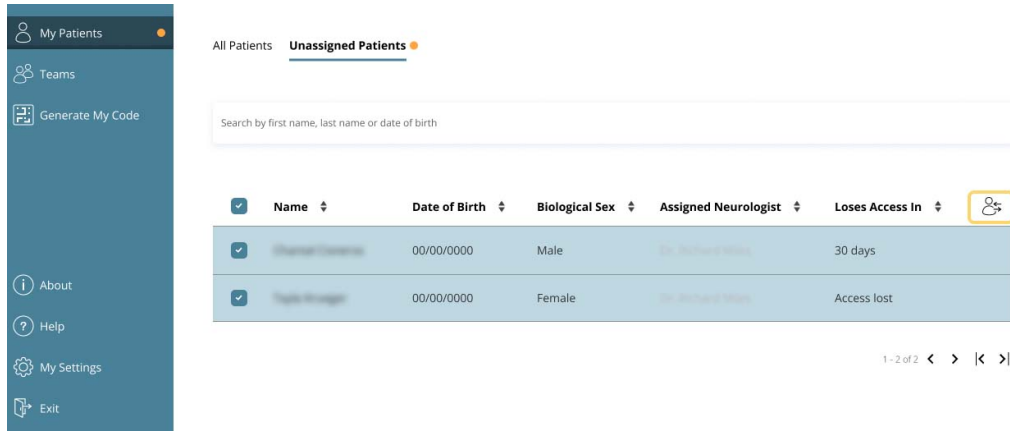 My Patients
Teams
Generate My Code
About
Help
My Settings
Exit
All Patients Unassigned Patients
Search by first name, last name or date of birth
Name Date of Birth Biological Sex Assigned Neurologist Loses Access In
00/00/0000 Male 30 days
00/00/0000 Female Access lost
1 - 2 of 2